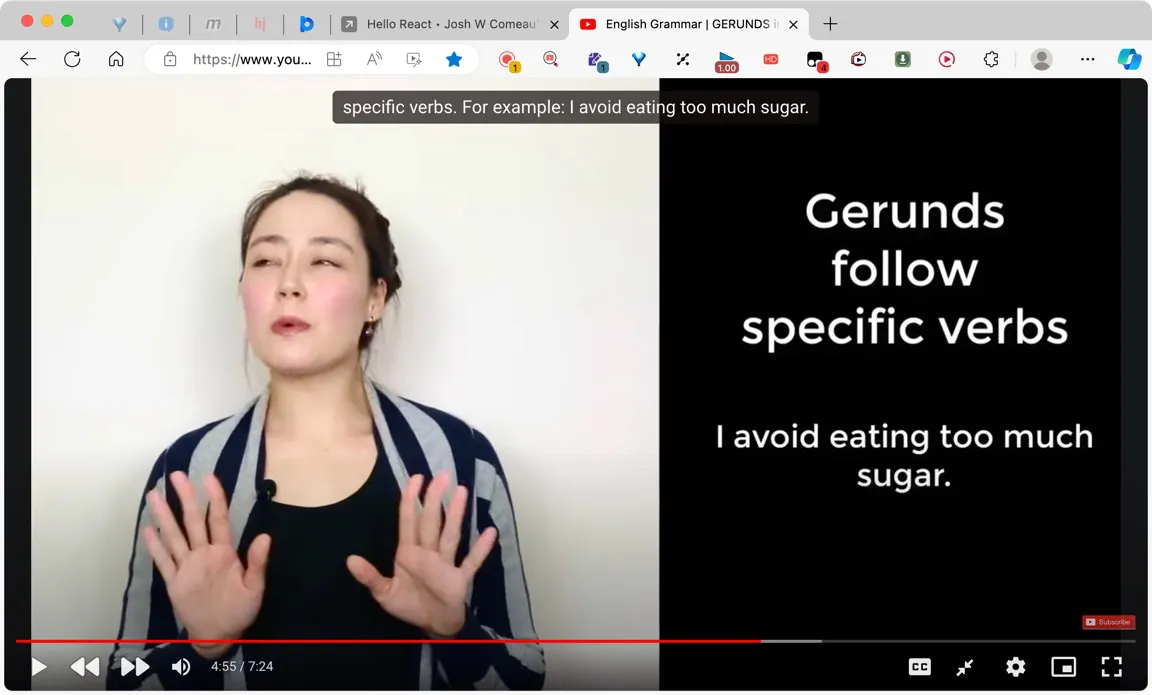 Hello React • Josh W Comeau
English Grammar | GERUNDS i
https://www.you...
1
1
1.00
HD
4
specific verbs. For example: I avoid eating too much sugar.
Gerunds
follow
specific verbs
I avoid eating too much
sugar.
Subscribe
4:55 / 7:24
CC